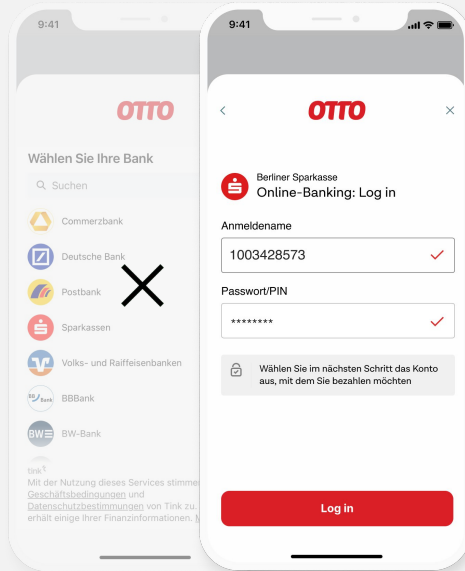 9:41
OTTO
Wählen Sie Ihre Bank
Suchen
Commerzbank
Deutsche Bank
Postbank
Sparkassen
Volks- und Raiffeisenbanken
BB Bank
BBBank
BW
BW-Bank
tink
Mit der Nutzung dieses Services stimme
Geschäftsbedingungen und
Datenschutzbestimmungen von Tink zu.
erhält einige Ihrer Finanzinformationen.
9:41
OTTO
Berliner Sparkasse
Online-Banking: Log in
Anmeldename
1003428573
Passwort/PIN
********
Wählen Sie im nächsten Schritt das Konto
aus, mit dem Sie bezahlen möchten
Log in